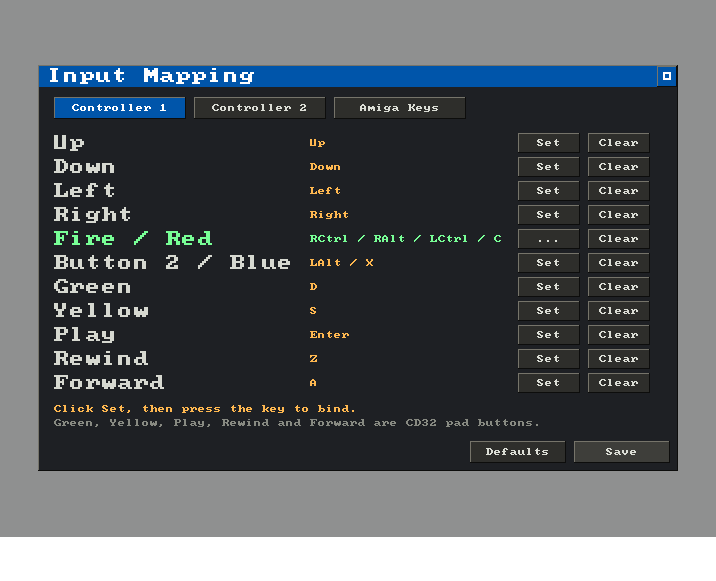 Input Mapping
Controller 1 Controller 2 Amiga Keys
Up Up Set Clear
Down Down Set Clear
Left Left Set Clear
Right Right Set Clear
Fire / Red RCtrl / RAlt / LCtrl / C ... Clear
Button 2 / Blue LAlt / X Set Clear
Green D Set Clear
Yellow S Set Clear
Play Enter Set Clear
Rewind Z Set Clear
Forward A Set Clear
Click Set, then press the key to bind.
Green, Yellow, Play, Rewind and Forward are CD32 pad buttons.
Defaults Save